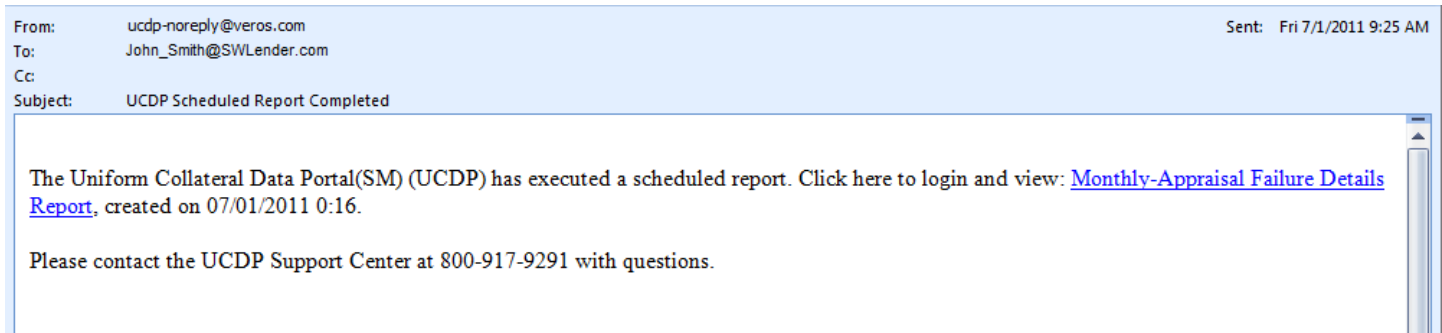 From: ucdp-noreply@veros.com Sent: Fri 7/1/2011 9:25 AM
To: John_Smith@SWLender.com
Cc:
Subject: UCDP Scheduled Report Completed
The Uniform Collateral Data Portal(SM) (UCDP) has executed a scheduled report. Click here to login and view: Monthly-Appraisal Failure Details
Report, created on 07/01/2011 0:16.
Please contact the UCDP Support Center at 800-917-9291 with questions.